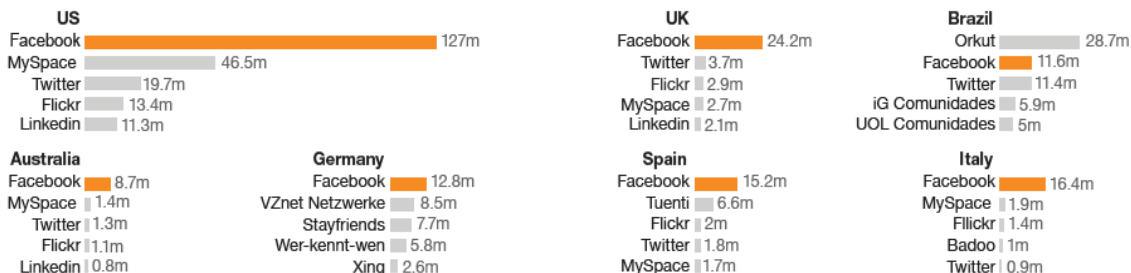 US
Facebook 127m
MySpace 46.5m
Twitter 19.7m
Flickr 13.4m
Linkedin 11.3m
UK
Facebook 24.2m
Twitter 3.7m
Flickr 2.9m
MySpace 2.7m
Linkedin 2.1m
Brazil
Orkut 28.7m
Facebook 11.6m
Twitter 11.4m
iG Comunidades 5.9m
UOL Comunidades 5m
Australia
Facebook 8.7m
MySpace 1.4m
Twitter 1.3m
Flickr 1.1m
Linkedin 0.8m
Germany
Facebook 12.8m
VZnet Netzwerke 8.5m
Stayfriends 7.7m
Wer-kennt-wen 5.8m
Xing 2.6m
Spain
Facebook 15.2m
Tuenti 6.6m
Flickr 2m
Twitter 1.8m
MySpace 1.7m
Italy
Facebook 16.4m
MySpace 1.9m
Fllickr 1.4m
Badoo 1m
Twitter 0.9m